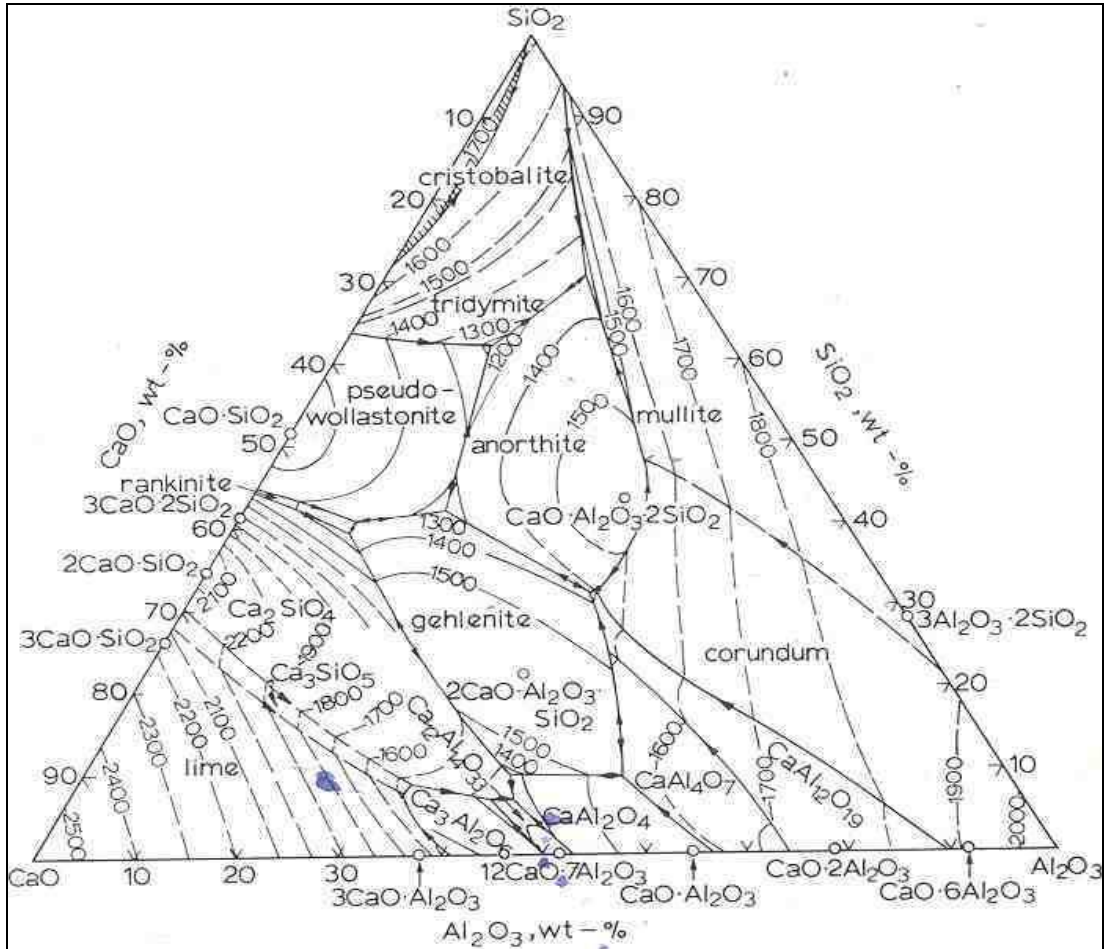 SiO₂
10
90
1700
cristobalite
20
80
1600
30
1500
70
tridymite
1400
1300
1200
1600
1500
1700
40
60
1400
SiO₂, wt-%
CaO, wt-%
CaO·SiO₂
pseudo-
wollastonite
1500
mullite
1800
50
50
anorthite
rankinite
3CaO·2SiO₂
CaO·Al₂O₃·2SiO₂
60
1300
40
1400
2CaO·SiO₂
1500
2100
Ca₂SiO₄
30
70
gehlenite
3Al₂O₃·2SiO₂
3CaO·SiO₂
2200
1900
corundum
Ca₃SiO₅
80
1800
2CaO·Al₂O₃·
SiO₂
20
2100
2200
1700
Ca₁₂Al₁₄O₃₃
2300
1500
1600
90
lime
1600
1400
CaAl₄O₇
10
2400
Ca₃Al₂O₆
CaAl₂O₄
1700
CaAl₁₂O₁₉
1900
2500
2000
CaO
10
20
30
3CaO·Al₂O₃
12CaO·7Al₂O₃
CaO·Al₂O₃
CaO·2Al₂O₃
CaO·6Al₂O₃
Al₂O₃
Al₂O₃, wt-%